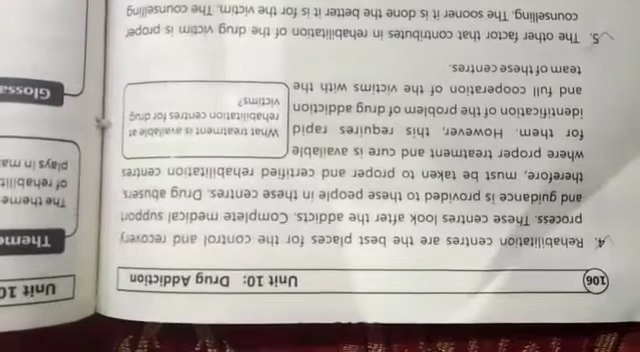 106
Unit 10: Drug Addiction
4. Rehabilitation centres are the best places for the control and recovery
process. These centres look after the addicts. Complete medical support
and guidance is provided to these people in these centres. Drug abusers
therefore, must be taken to proper and certified rehabilitation centres
where proper treatment and cure is available
for them. However, this requires rapid
identification of the problem of drug addiction
and full cooperation of the victims with the
team of these centres.
What treatment is available at
rehabilitation centres for drug
victims?
5. The other factor that contributes in rehabilitation of the drug victim is proper
counselling. The sooner it is done the better it is for the victim. The counselling
Unit 10
Theme
The theme
of rehabilit
plays in ma
Glossa